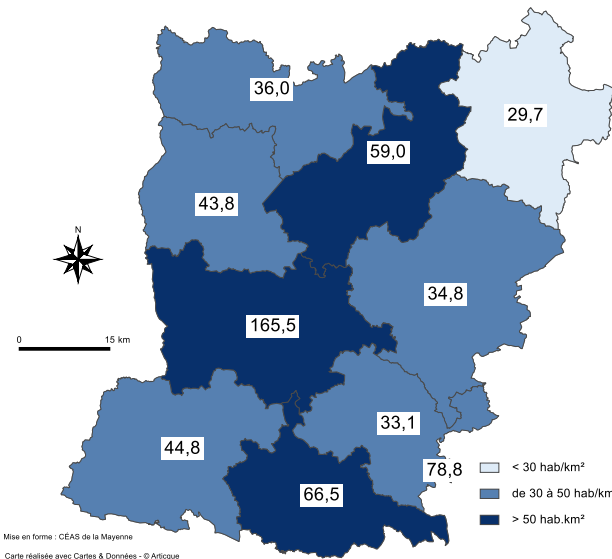 36,0
29,7
59,0
43,8
N
34,8
0 15 km
165,5
33,1
44,8
78,8
66,5
< 30 hab/km²
de 30 à 50 hab/km
> 50 hab.km²
Mise en forme : CÉAS de la Mayenne
Carte réalisée avec Cartes & Données - © Articque